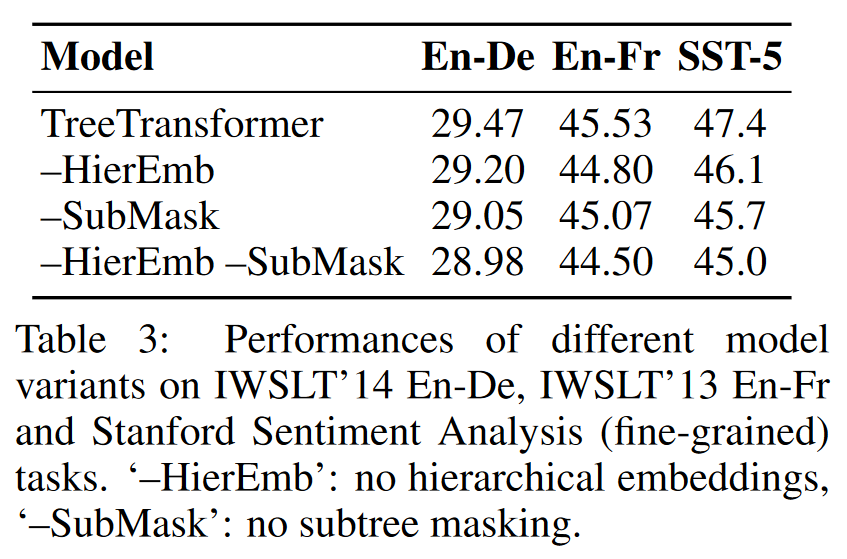 Model En-De En-Fr SST-5
TreeTransformer 29.47 45.53 47.4
–HierEmb 29.20 44.80 46.1
–SubMask 29.05 45.07 45.7
–HierEmb –SubMask 28.98 44.50 45.0
Table 3: Performances of different model
variants on IWSLT’14 En-De, IWSLT’13 En-Fr
and Stanford Sentiment Analysis (fine-grained)
tasks. ‘–HierEmb’: no hierarchical embeddings,
‘–SubMask’: no subtree masking.